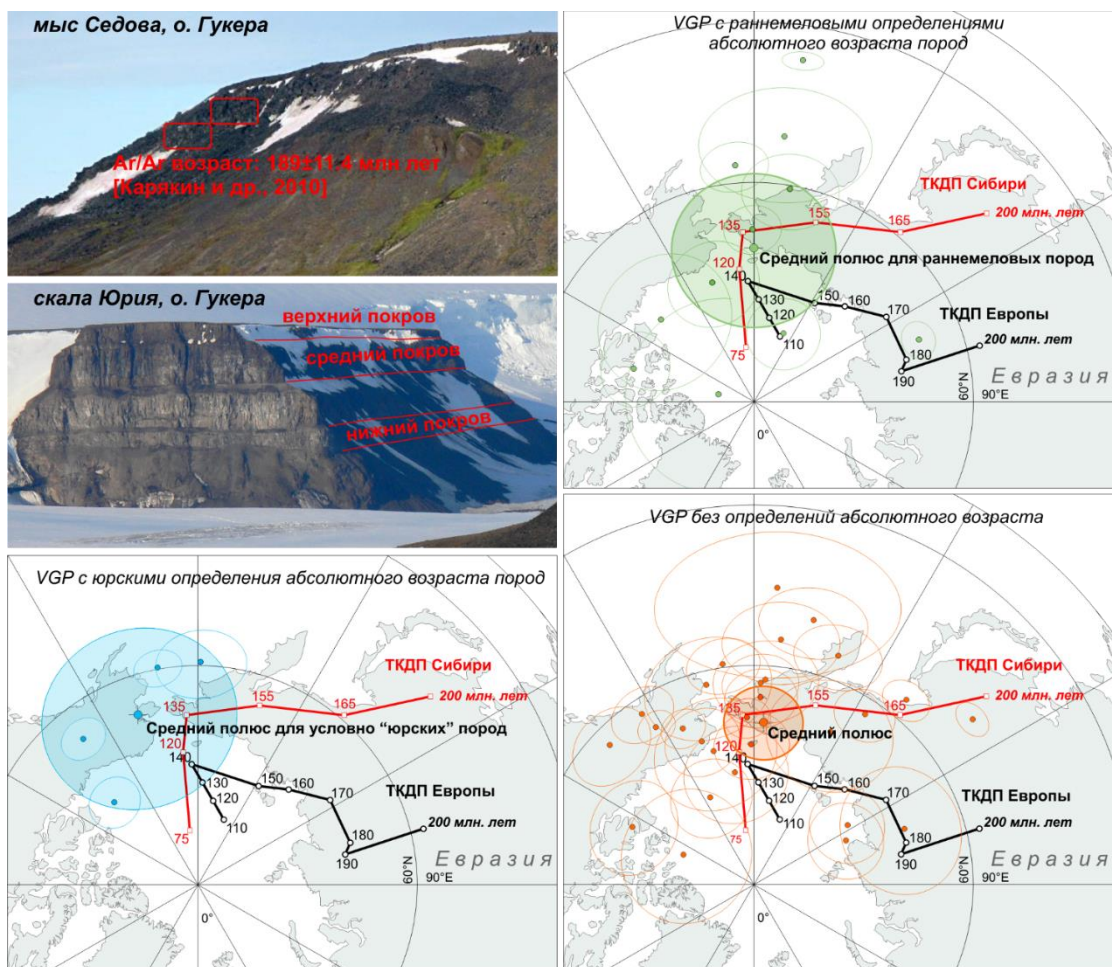 мыс Седова, о. Гукера
Ar/Ar возраст: 189±11.4 млн лет
[Карякин и др., 2010]
скала Юрия, о. Гукера
верхний покров
средний покров
нижний покров
VGP с раннемеловыми определениями
абсолютного возраста пород
ТКДП Сибири
200 млн. лет
165
155
135
120
75
Средний полюс для раннемеловых пород
140
130
120
110
150
160
170
180
190
ТКДП Европы
200 млн. лет
Евразия
60°N
90°E
0°
VGP с юрскими определения абсолютного возраста пород
ТКДП Сибири
200 млн. лет
165
155
135
120
75
Средний полюс для условно “юрских” пород
140
130
120
110
150
160
170
180
190
ТКДП Европы
200 млн. лет
Евразия
60°N
90°E
0°
VGP без определений абсолютного возраста
ТКДП Сибири
200 млн. лет
165
155
135
120
75
Средний полюс
140
130
120
110
150
160
170
180
190
ТКДП Европы
200 млн. лет
Евразия
60°N
90°E
0°